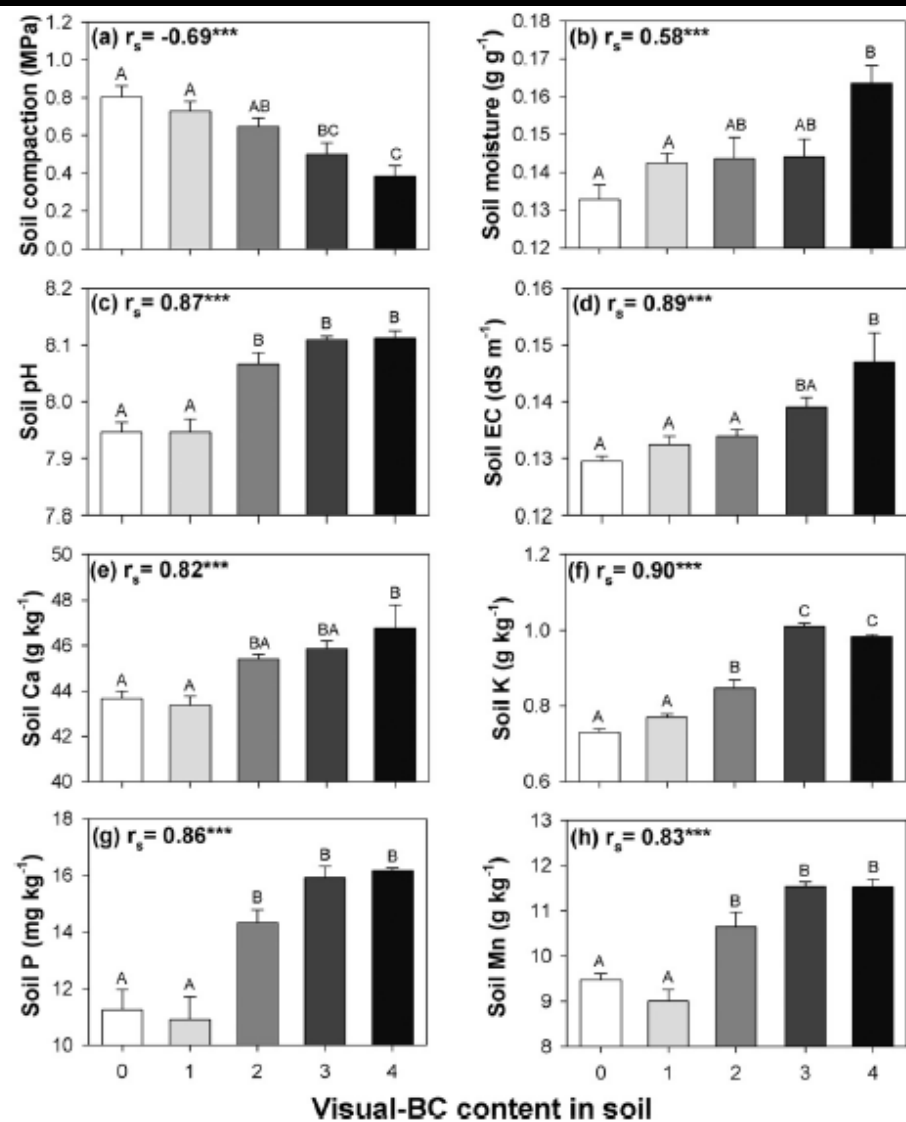 (a) rs= -0.69***
Soil compaction (MPa)
1.2
1.0
0.8
0.6
0.4
0.2
0.0
A
A
AB
BC
C
(b) rs= 0.58***
Soil moisture (g g-1)
0.18
0.17
0.16
0.15
0.14
0.13
0.12
A
A
AB
AB
B
(c) rs= 0.87***
Soil pH
8.2
8.1
8.0
7.9
7.8
A
A
B
B
B
(d) rs= 0.89***
Soil EC (dS m-1)
0.16
0.15
0.14
0.13
0.12
A
A
A
BA
B
(e) rs= 0.82***
Soil Ca (g kg-1)
50
48
46
44
42
40
A
A
BA
BA
B
(f) rs= 0.90***
Soil K (g kg-1)
1.2
1.0
0.8
0.6
A
A
B
C
C
(g) rs= 0.86***
Soil P (mg kg-1)
18
16
14
12
10
A
A
B
B
B
0 1 2 3 4
(h) rs= 0.83***
Soil Mn (g kg-1)
13
12
11
10
9
8
A
A
B
B
B
0 1 2 3 4
Visual-BC content in soil